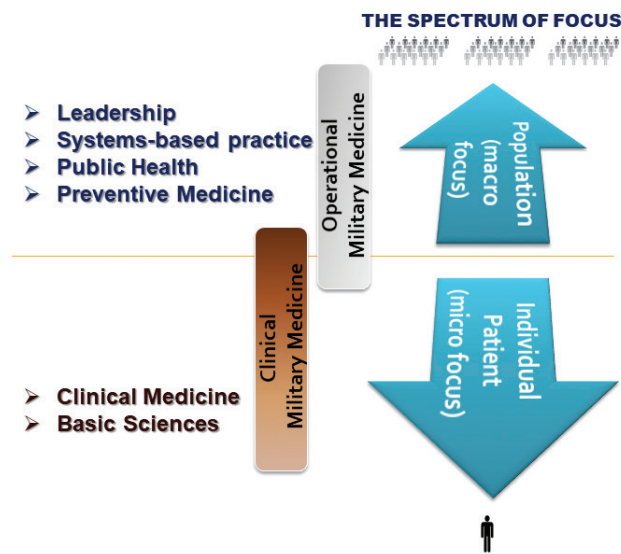 THE SPECTRUM OF FOCUS
➢ Leadership
➢ Systems-based practice
➢ Public Health
➢ Preventive Medicine
Operational
Military Medicine
Population
(macro
focus)
Clinical
Military Medicine
Individual
Patient
(micro focus)
➢ Clinical Medicine
➢ Basic Sciences